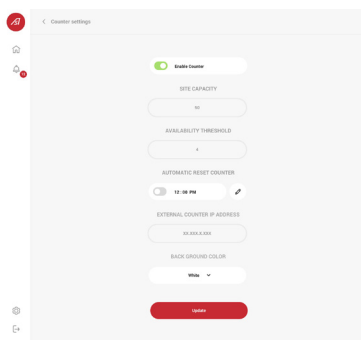 Counter settings
Enable Counter
SITE CAPACITY
AVAILABILITY THRESHOLD
AUTOMATIC RESET COUNTER
12 : 08 PM
EXTERNAL COUNTER IP ADDRESS
XX.XXX.X.XXX
BACK GROUND COLOR
White
Update